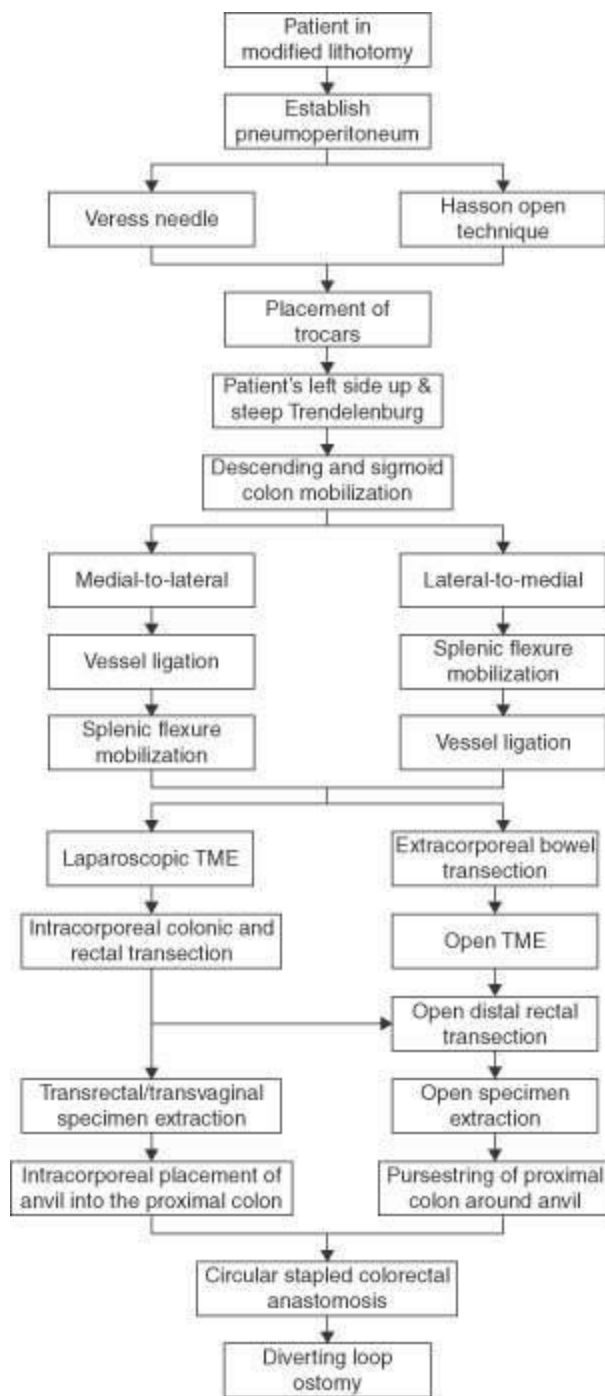 Patient in
modified lithotomy
Establish
pneumoperitoneum
Veress needle
Hasson open
technique
Placement of
trocars
Patient's left side up &
steep Trendelenburg
Descending and sigmoid
colon mobilization
Medial-to-lateral
Lateral-to-medial
Vessel ligation
Splenic flexure
mobilization
Splenic flexure
mobilization
Vessel ligation
Laparoscopic TME
Extracorporeal bowel
transection
Intracorporeal colonic and
rectal transection
Open TME
Open distal rectal
transection
Transrectal/transvaginal
specimen extraction
Open specimen
extraction
Intracorporeal placement of
anvil into the proximal colon
Pursestring of proximal
colon around anvil
Circular stapled colorectal
anastomosis
Diverting loop
ostomy